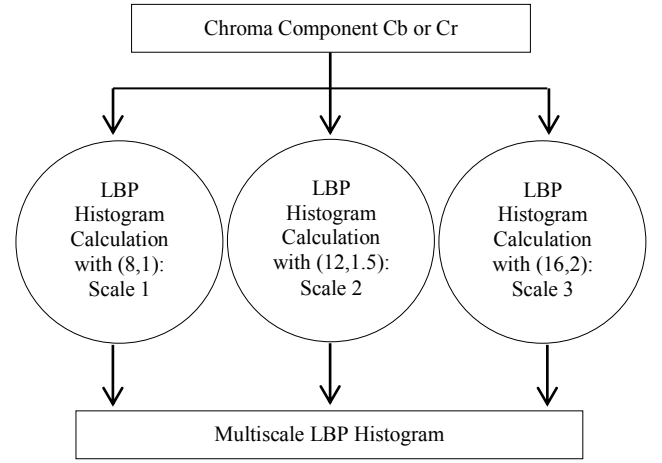 Chroma Component Cb or Cr
LBP
Histogram
Calculation
with (8,1):
Scale 1
LBP
Histogram
Calculation
with (12,1.5):
Scale 2
LBP
Histogram
Calculation
with (16,2):
Scale 3
Multiscale LBP Histogram